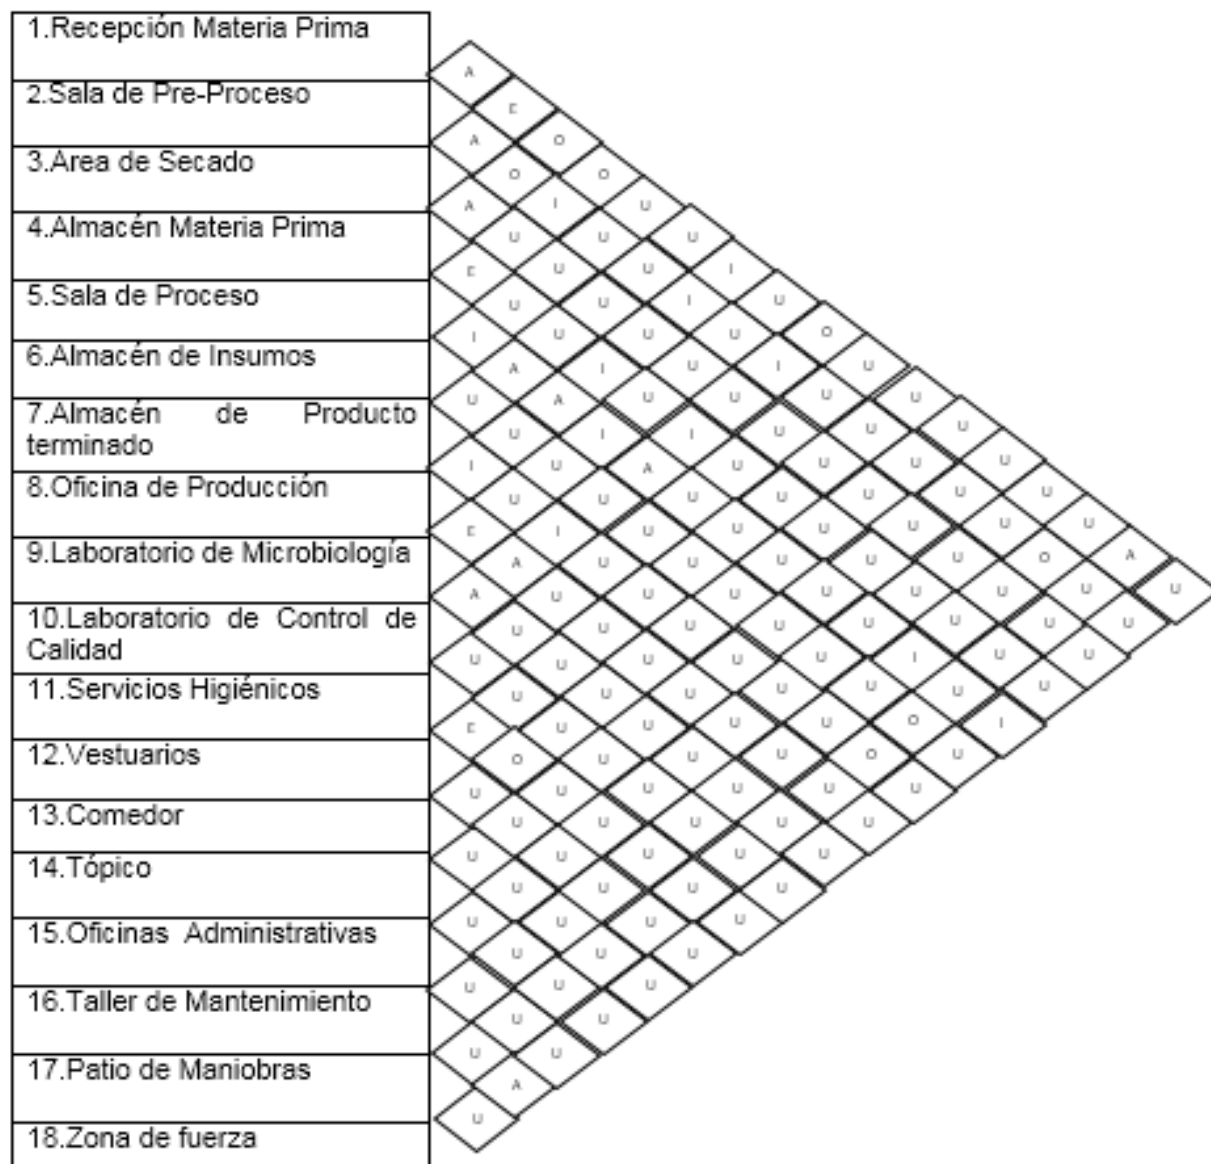 1.Recepción Materia Prima
2.Sala de Pre-Proceso
3.Area de Secado
4.Almacén Materia Prima
5.Sala de Proceso
6.Almacén de Insumos
7.Almacén de Producto
terminado
8.Oficina de Producción
9.Laboratorio de Microbiología
10.Laboratorio de Control de
Calidad
11.Servicios Higiénicos
12.Vestuarios
13.Comedor
14.Tópico
15.Oficinas Administrativas
16.Taller de Mantenimiento
17.Patio de Maniobras
18.Zona de fuerza
A E O O U U I U O U U U U U U A U
A O I U U I U I U U U U U O U U
A U U U U U U U U U U U U U U
E U U I U I U U U U U U U U
I A A I A U U U U U I U I
U U U U U U U U U U O U
I U I U U U U U U O U
E A U U U U U U U U
A U U U U U U U U
U U U U U U U U
E O U U U U U
U U U U U U
U U U U U
U U U U
U U U
U A
U